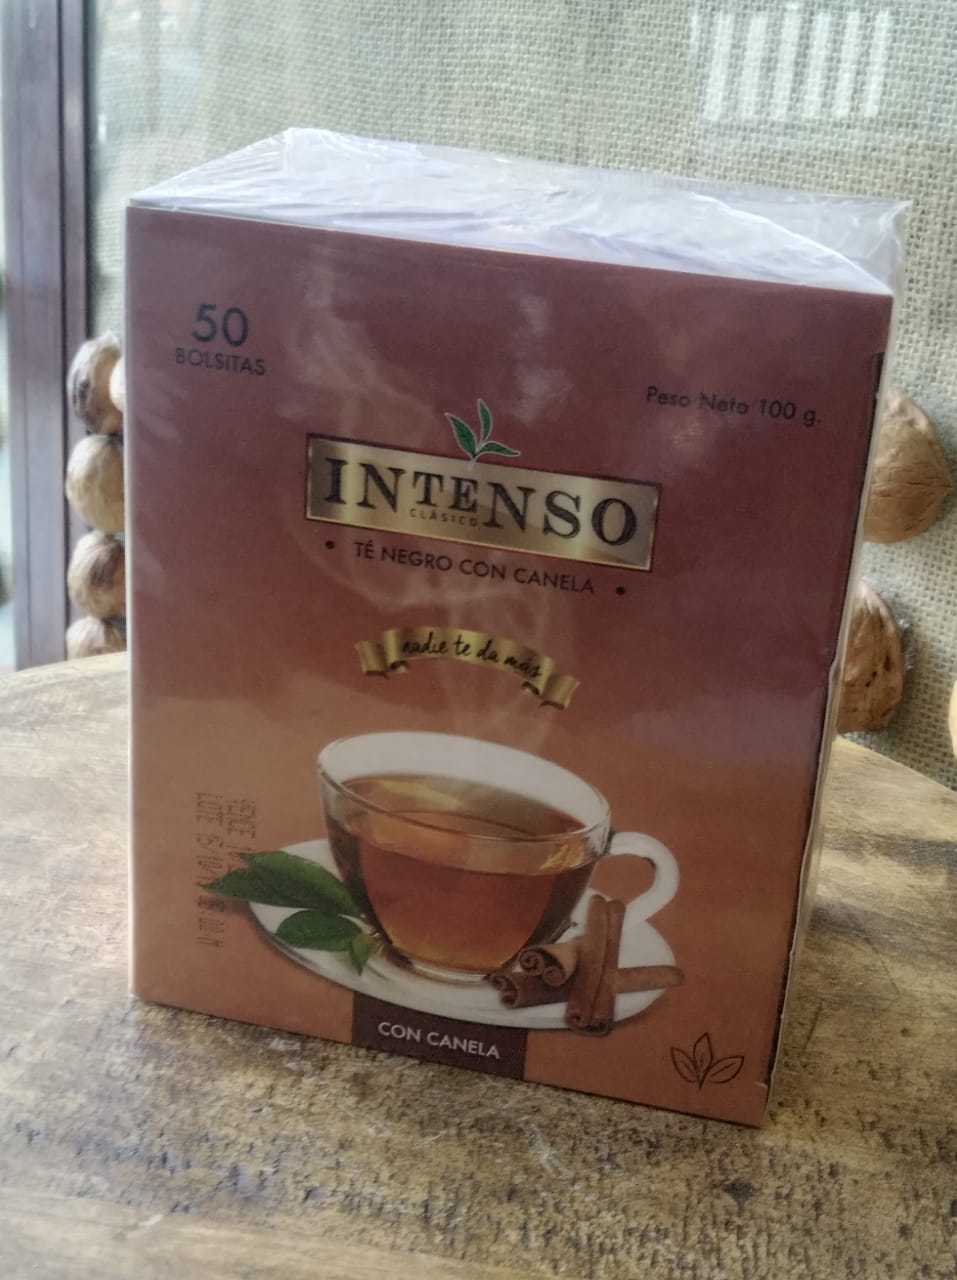 50
BOLSITAS
Peso Neto 100 g.
INTENSO
CLÁSICO
• TÉ NEGRO CON CANELA •
nadie te da más
CON CANELA